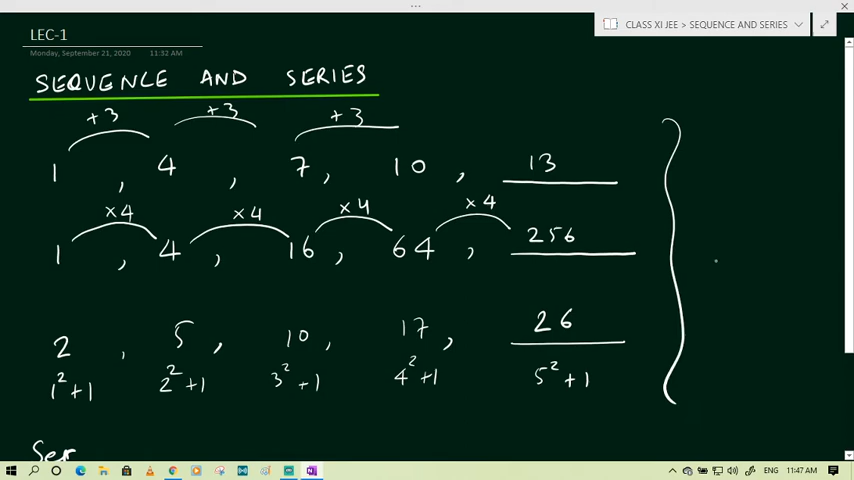 CLASS XI JEE > SEQUENCE AND SERIES
LEC-1
Monday, September 21, 2020 11:32 AM
SEQUENCE AND SERIES
+3 +3 +3
1 , 4 , 7 , 10 , 13
×4 ×4 ×4 ×4
1 , 4 , 16 , 64 , 256
2 , 5 , 10 , 17 , 26
1²+1 2²+1 3²+1 4²+1 5²+1
Ser
ENG 11:47 AM